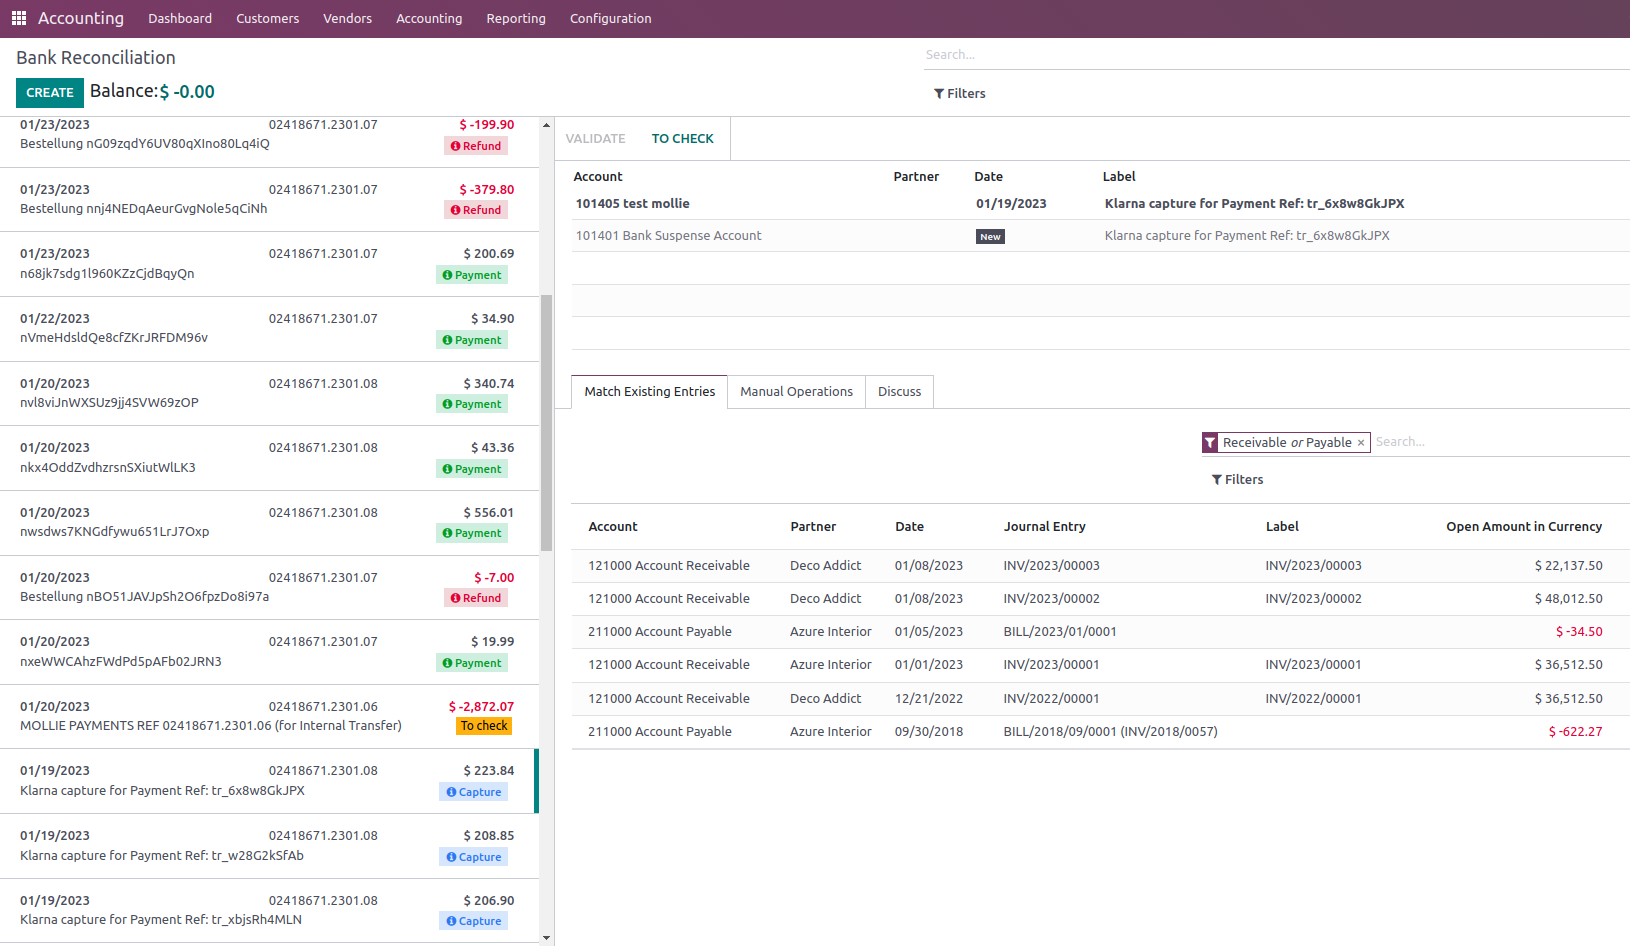 Accounting Dashboard Customers Vendors Accounting Reporting Configuration
Bank Reconciliation
Search...
CREATE Balance:$ -0.00
Filters
01/23/2023 02418671.2301.07 $ -199.90
Bestellung nG09zqdY6UV80qXIno80Lq4iQ
Refund
01/23/2023 02418671.2301.07 $ -379.80
Bestellung nnj4NEDqAeurGvgNole5qCiNh
Refund
01/23/2023 02418671.2301.07 $ 200.69
n68jk7sdg1l960KZzCjdBqyQn
Payment
01/22/2023 02418671.2301.07 $ 34.90
nVmeHdsldQe8cfZKrJRFDM96v
Payment
01/20/2023 02418671.2301.08 $ 340.74
nvl8viJnWXSUz9jj4SVW69zOP
Payment
01/20/2023 02418671.2301.08 $ 43.36
nkx4OddZvdhzrsnSXiutWlLK3
Payment
01/20/2023 02418671.2301.08 $ 556.01
nwsdws7KNGdfywu651LrJ7Oxp
Payment
01/20/2023 02418671.2301.07 $ -7.00
Bestellung nBO51JAVJpSh2O6fpzDo8i97a
Refund
01/20/2023 02418671.2301.07 $ 19.99
nxeWWCAhzFWdPd5pAFb02JRN3
Payment
01/20/2023 02418671.2301.06 $ -2,872.07
MOLLIE PAYMENTS REF 02418671.2301.06 (for Internal Transfer)
To check
01/19/2023 02418671.2301.08 $ 223.84
Klarna capture for Payment Ref: tr_6x8w8GkJPX
Capture
01/19/2023 02418671.2301.08 $ 208.85
Klarna capture for Payment Ref: tr_w28G2kSfAb
Capture
01/19/2023 02418671.2301.08 $ 206.90
Klarna capture for Payment Ref: tr_xbjsRh4MLN
Capture
VALIDATE TO CHECK
Account Partner Date Label
101405 test mollie 01/19/2023 Klarna capture for Payment Ref: tr_6x8w8GkJPX
101401 Bank Suspense Account New Klarna capture for Payment Ref: tr_6x8w8GkJPX
Match Existing Entries Manual Operations Discuss
Receivable or Payable × Search...
Filters
Account Partner Date Journal Entry Label Open Amount in Currency
121000 Account Receivable Deco Addict 01/08/2023 INV/2023/00003 INV/2023/00003 $ 22,137.50
121000 Account Receivable Deco Addict 01/08/2023 INV/2023/00002 INV/2023/00002 $ 48,012.50
211000 Account Payable Azure Interior 01/05/2023 BILL/2023/01/0001 $ -34.50
121000 Account Receivable Azure Interior 01/01/2023 INV/2023/00001 INV/2023/00001 $ 36,512.50
121000 Account Receivable Deco Addict 12/21/2022 INV/2022/00001 INV/2022/00001 $ 36,512.50
211000 Account Payable Azure Interior 09/30/2018 BILL/2018/09/0001 (INV/2018/0057) $ -622.27